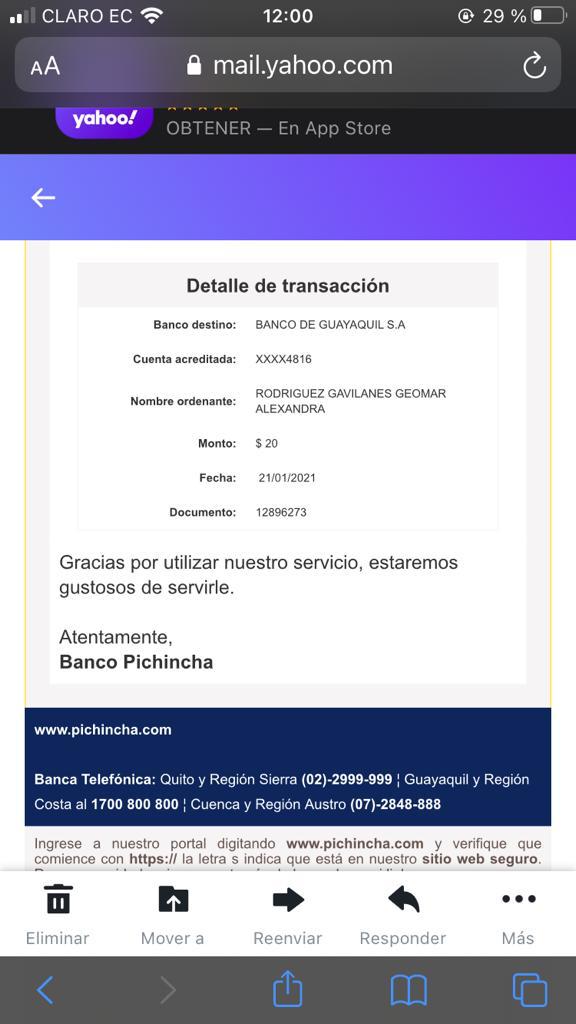 CLARO EC 12:00 29 %
AA mail.yahoo.com
yahoo!
OBTENER — En App Store
Detalle de transacción
Banco destino: BANCO DE GUAYAQUIL S.A
Cuenta acreditada: XXXX4816
Nombre ordenante: RODRIGUEZ GAVILANES GEOMAR
ALEXANDRA
Monto: $ 20
Fecha: 21/01/2021
Documento: 12896273
Gracias por utilizar nuestro servicio, estaremos
gustosos de servirle.
Atentamente,
Banco Pichincha
www.pichincha.com
Banca Telefónica: Quito y Región Sierra (02)-2999-999 ¦ Guayaquil y Región
Costa al 1700 800 800 ¦ Cuenca y Región Austro (07)-2848-888
Ingrese a nuestro portal digitando www.pichincha.com y verifique que
comience con https:// la letra s indica que está en nuestro sitio web seguro.
Eliminar Mover a Reenviar Responder Más